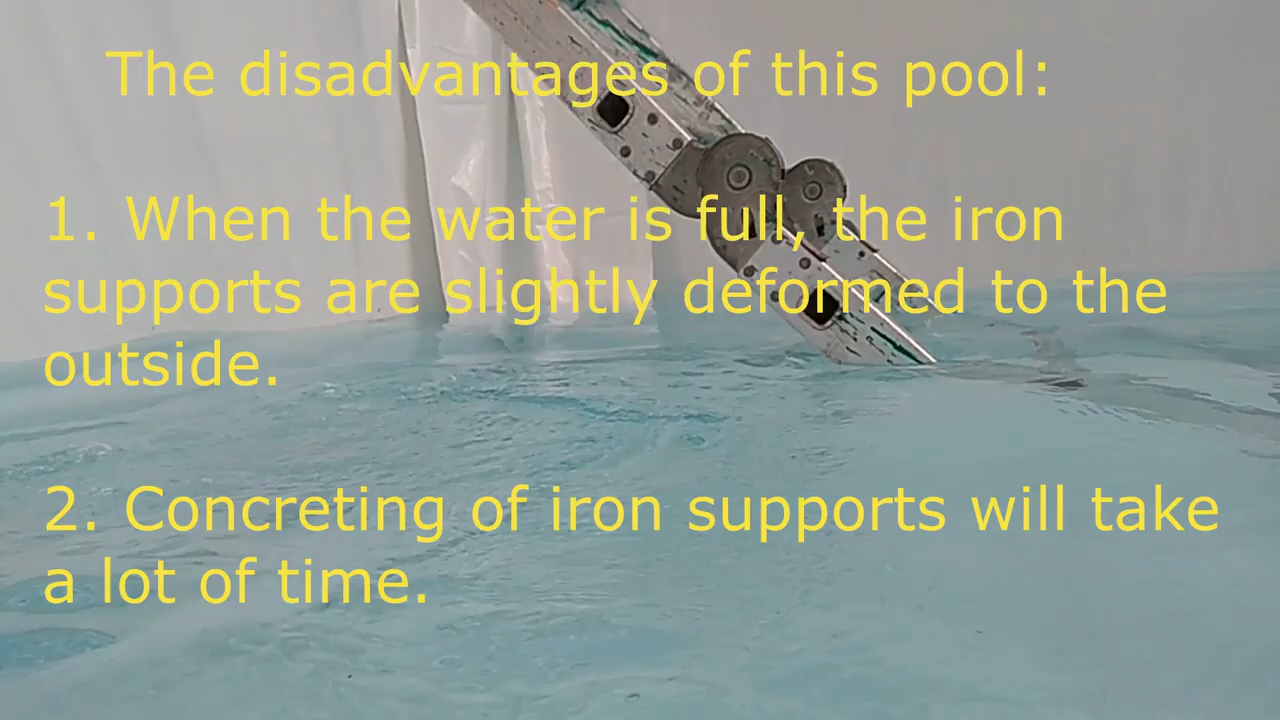 The disadvantages of this pool:
1. When the water is full, the iron
supports are slightly deformed to the
outside.
2. Concreting of iron supports will take
a lot of time.